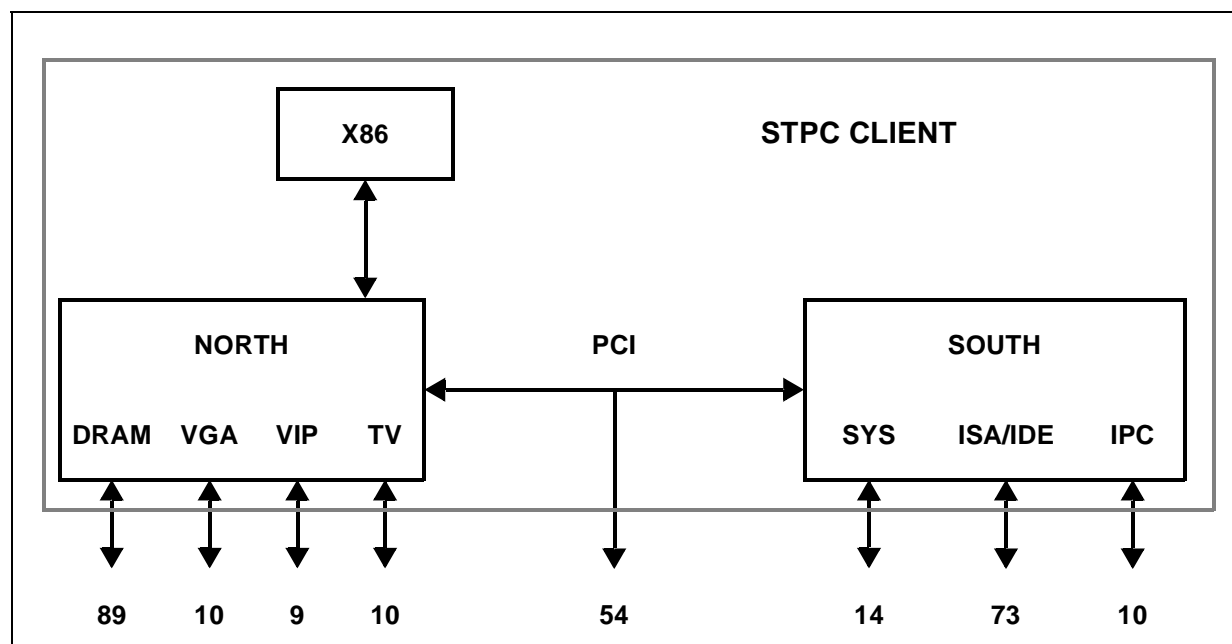 X86
STPC CLIENT
NORTH
PCI
SOUTH
DRAM VGA VIP TV
SYS ISA/IDE IPC
89 10 9 10 54 14 73 10